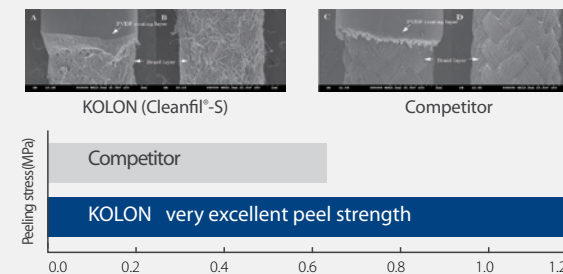 A
PVDF coating layer
B
Braid layer
C
PVDF coating layer
D
Braid layer
KOLON (Cleanfil®-S)
Competitor
Peeling stress(MPa)
Competitor
KOLON very excellent peel strength
0.0 0.2 0.4 0.6 0.8 1.0 1.2